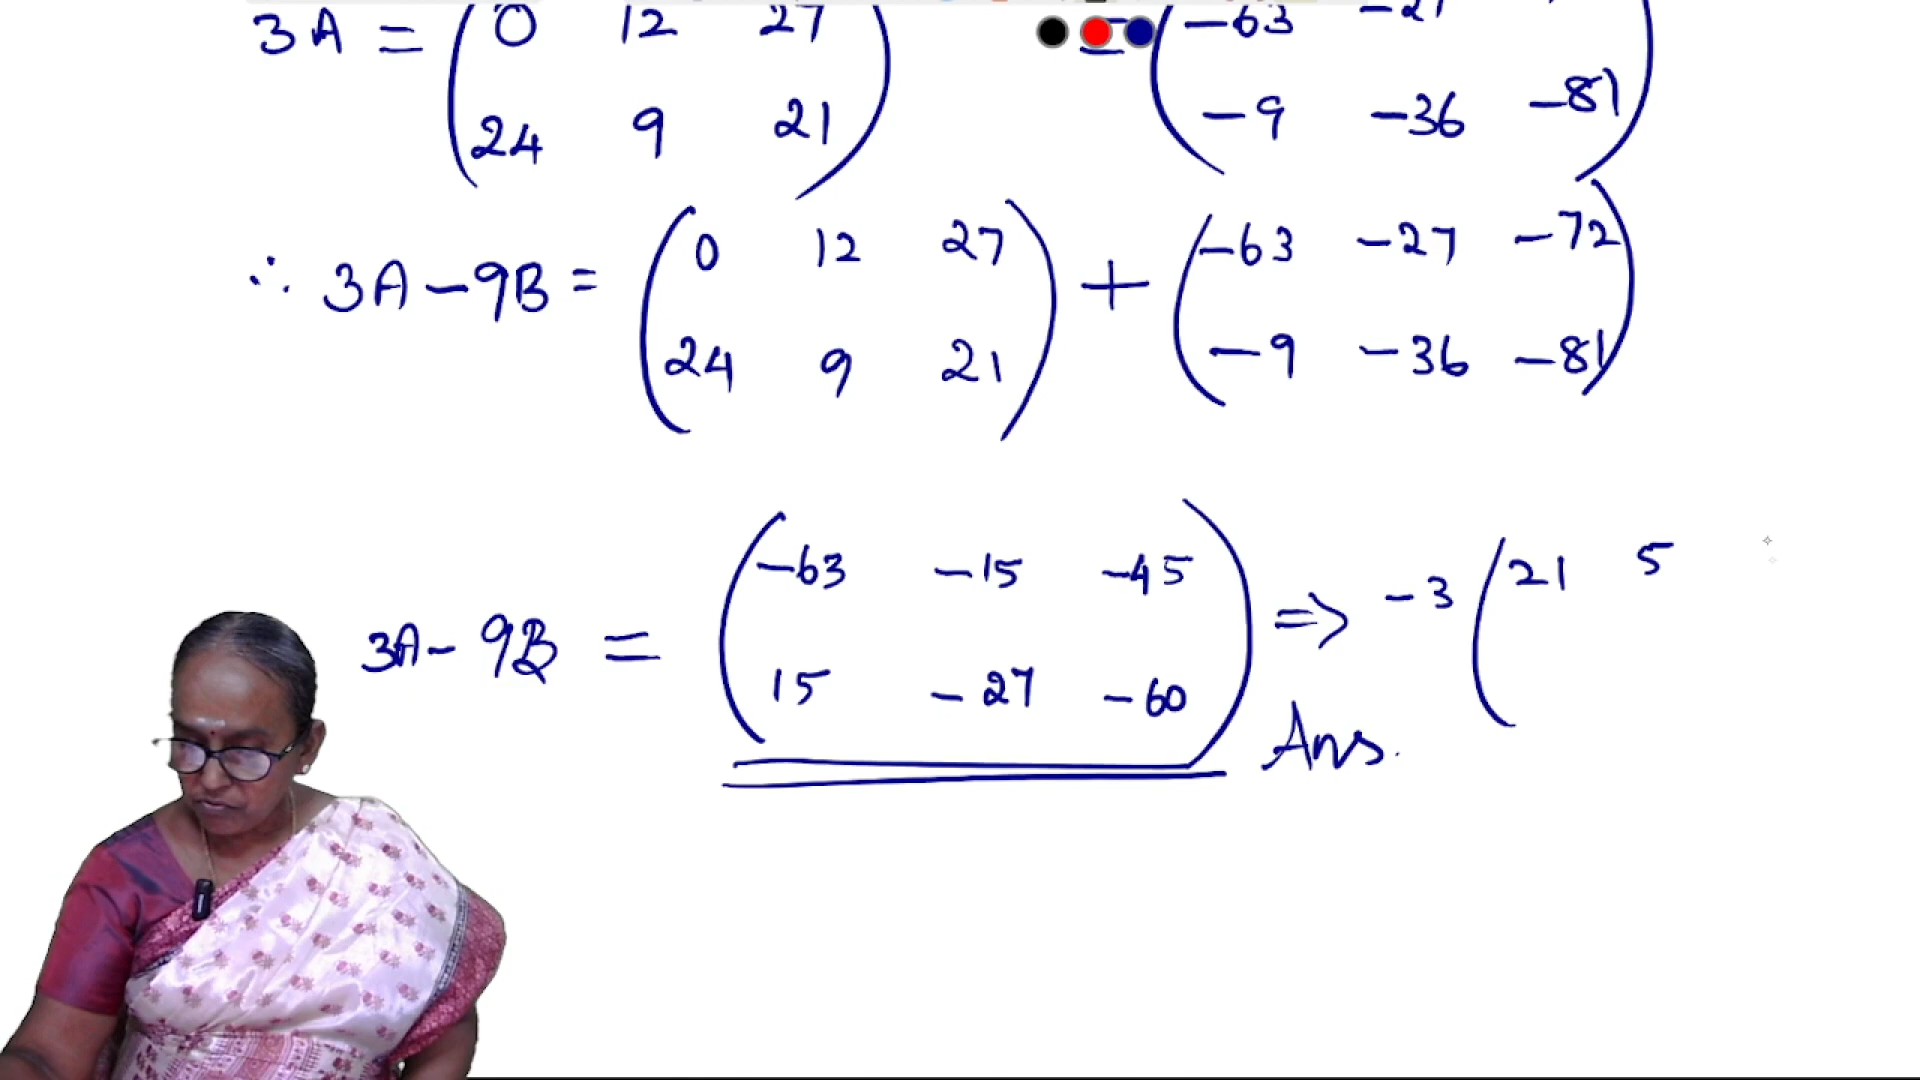 3A = ( 0 12 27 = ( -63 -27
24 9 21 ) -9 -36 -81 )
∴ 3A - 9B = ( 0 12 27 ) + ( -63 -27 -72 )
24 9 21 -9 -36 -81
3A - 9B = ( -63 -15 -45 ) => -3 ( 21 5
15 -27 -60
Ans.